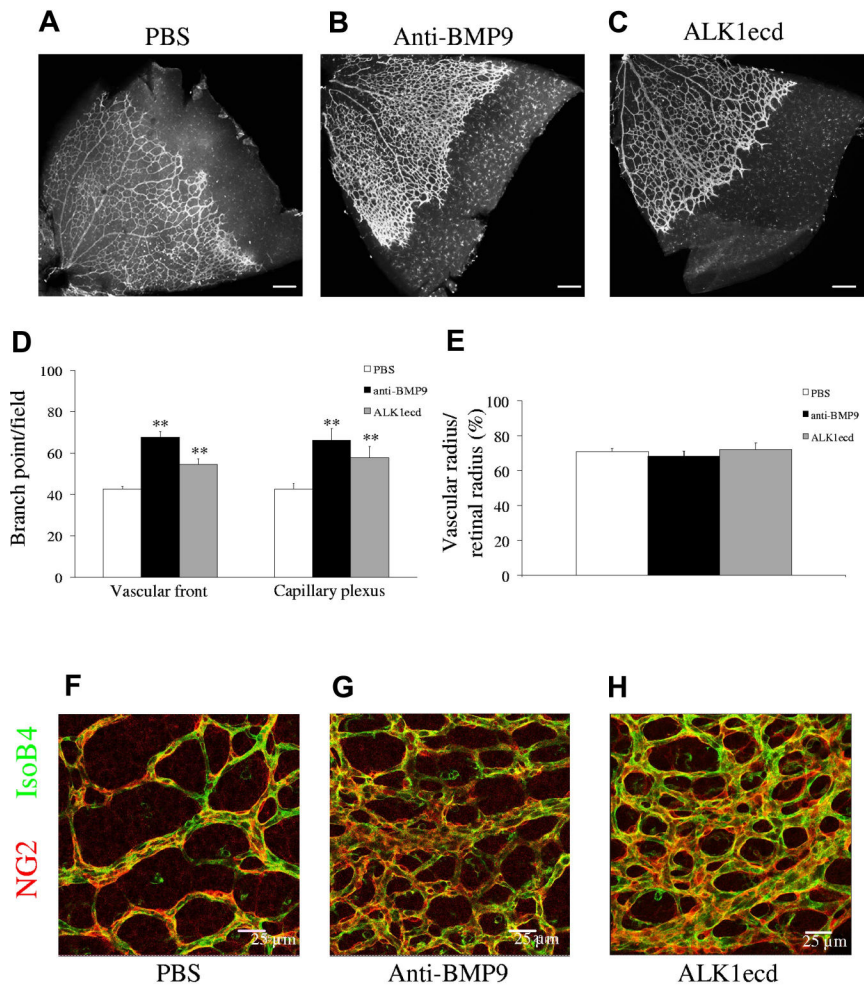 A
B
C
PBS
Anti-BMP9
ALK1ecd
D
E
100
80
60
40
20
0
Branch point/field
PBS
anti-BMP9
ALK1ecd
**
**
**
**
Vascular front
Capillary plexus
100
80
60
40
20
0
Vascular radius/
retinal radius (%)
PBS
anti-BMP9
ALK1ecd
F
G
H
NG2 IsoB4
25 µm
25 µm
25 µm
PBS
Anti-BMP9
ALK1ecd